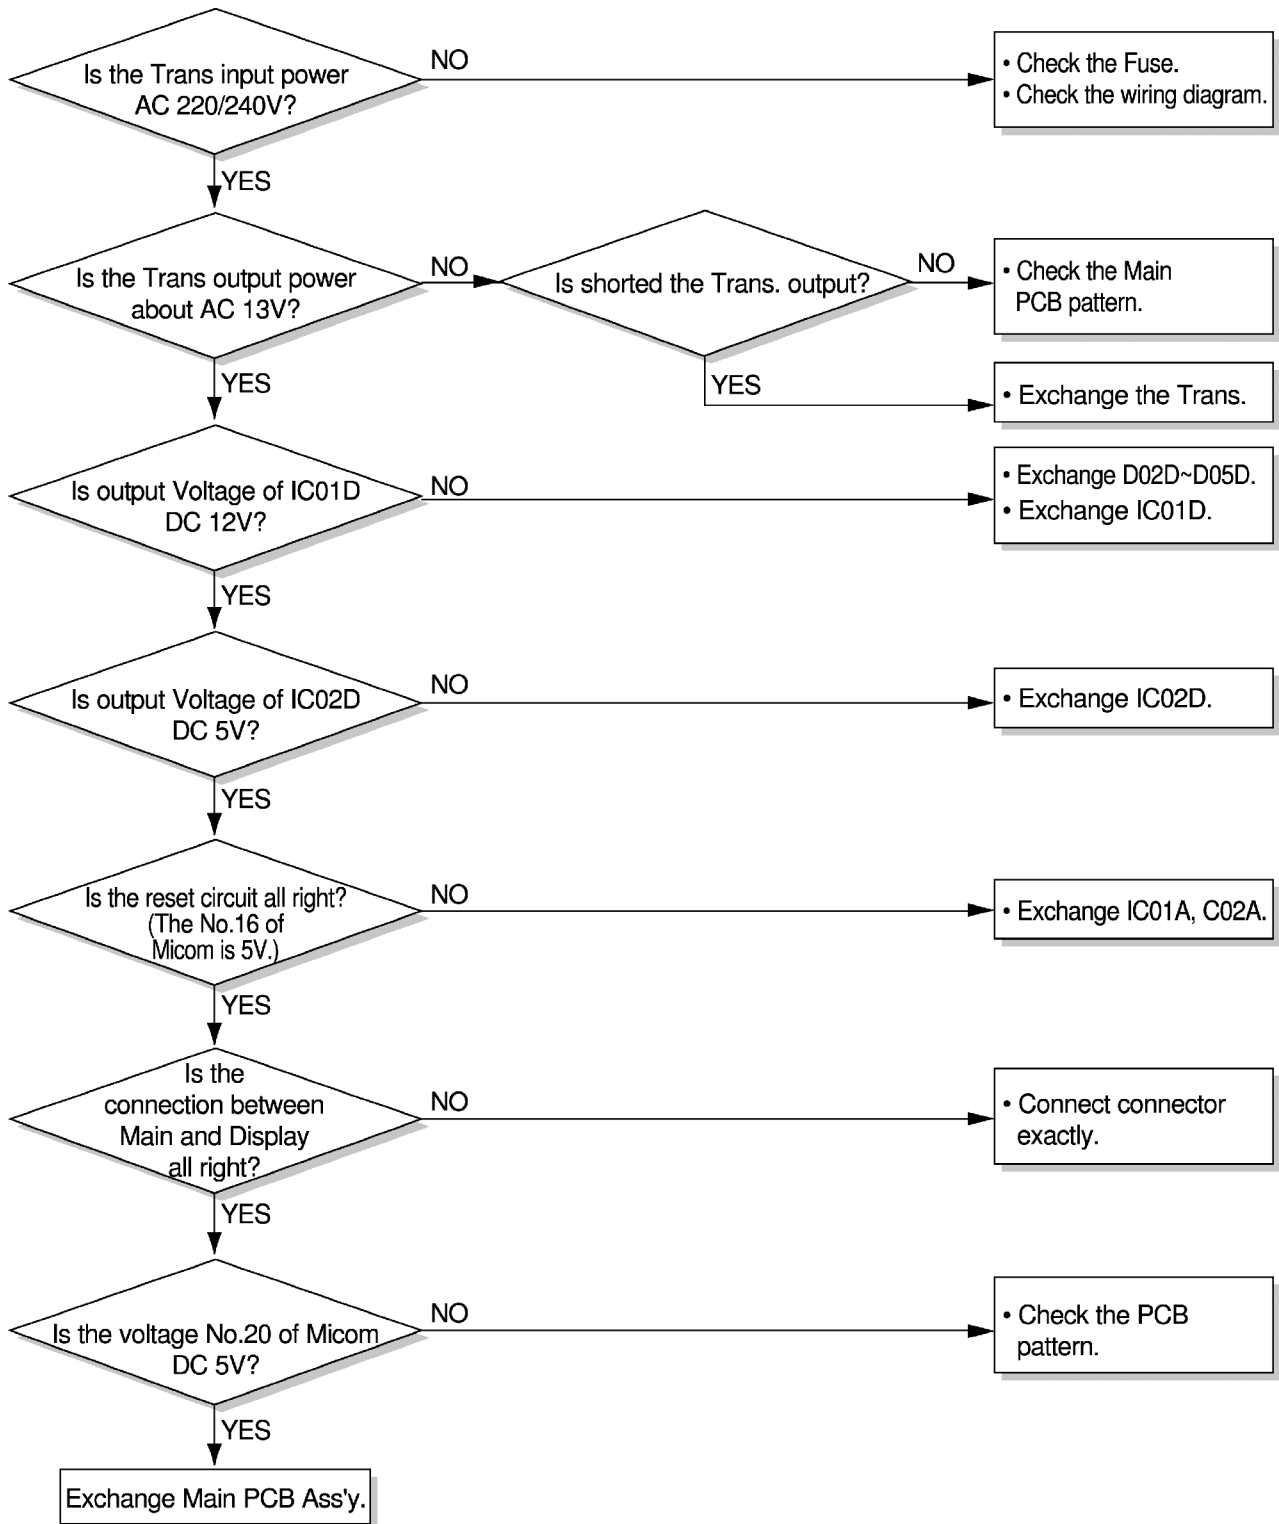 Is the Trans input power
AC 220/240V?
NO
• Check the Fuse.
• Check the wiring diagram.
YES
Is the Trans output power
about AC 13V?
NO
Is shorted the Trans. output?
NO
• Check the Main
PCB pattern.
YES
• Exchange the Trans.
YES
Is output Voltage of IC01D
DC 12V?
NO
• Exchange D02D~D05D.
• Exchange IC01D.
YES
Is output Voltage of IC02D
DC 5V?
NO
• Exchange IC02D.
YES
Is the reset circuit all right?
(The No.16 of
Micom is 5V.)
NO
• Exchange IC01A, C02A.
YES
Is the
connection between
Main and Display
all right?
NO
• Connect connector
exactly.
YES
Is the voltage No.20 of Micom
DC 5V?
NO
• Check the PCB
pattern.
YES
Exchange Main PCB Ass'y.